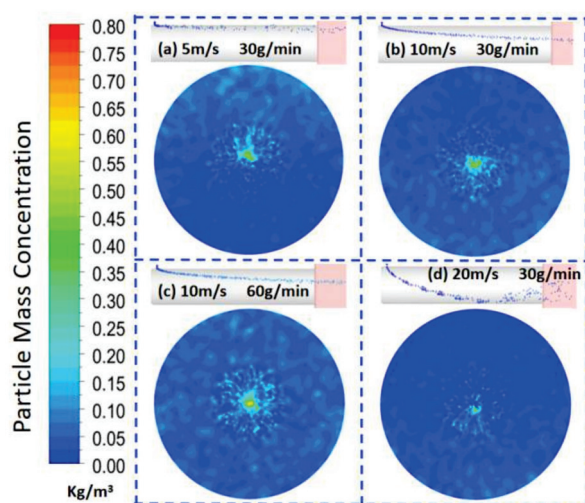 Particle Mass Concentration
0.80
0.75
0.70
0.65
0.60
0.55
0.50
0.45
0.40
0.35
0.30
0.25
0.20
0.15
0.10
0.05
0.00
Kg/m³
(a) 5m/s 30g/min
(b) 10m/s 30g/min
(c) 10m/s 60g/min
(d) 20m/s 30g/min